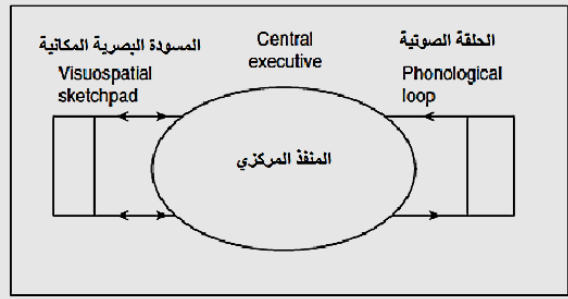 المسودة البصرية المكانية
Visuospatial
sketchpad
Central
executive
الحلقة الصوتية
Phonological
loop
المنفذ المركزي